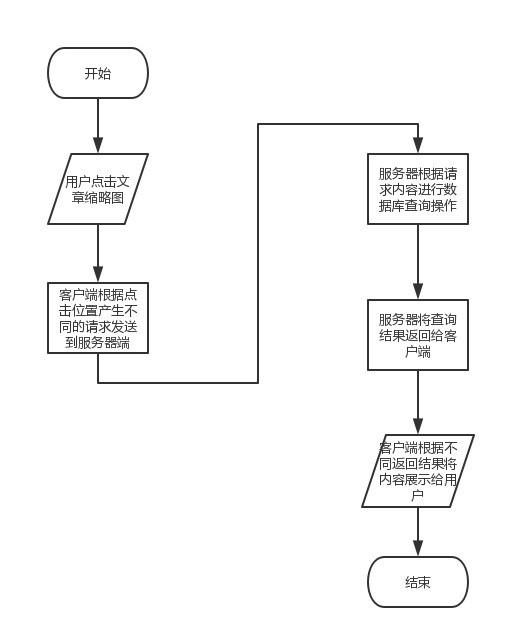 开始
用户点击文
章缩略图
客户端根据点
击位置产生不
同的请求发送
到服务器端
服务器根据请
求内容进行数
据库查询操作
服务器将查询
结果返回给客
户端
客户端根据不
同返回结果将
内容展示给用
户
结束